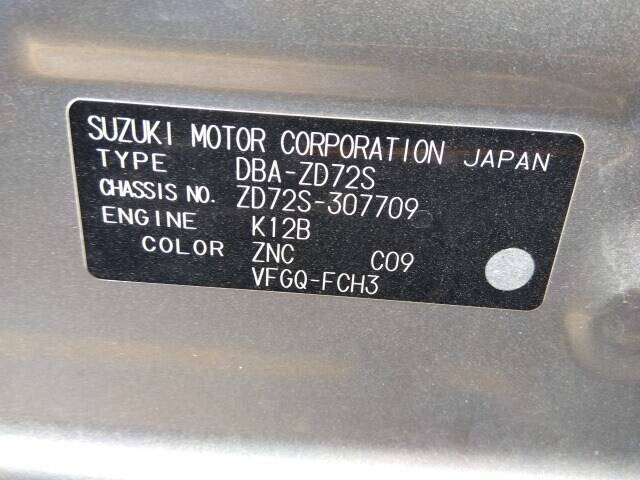 SUZUKI MOTOR CORPORATION JAPAN
TYPE DBA-ZD72S
CHASSIS NO. ZD72S-307709
ENGINE K12B
COLOR ZNC C09
VFGQ-FCH3